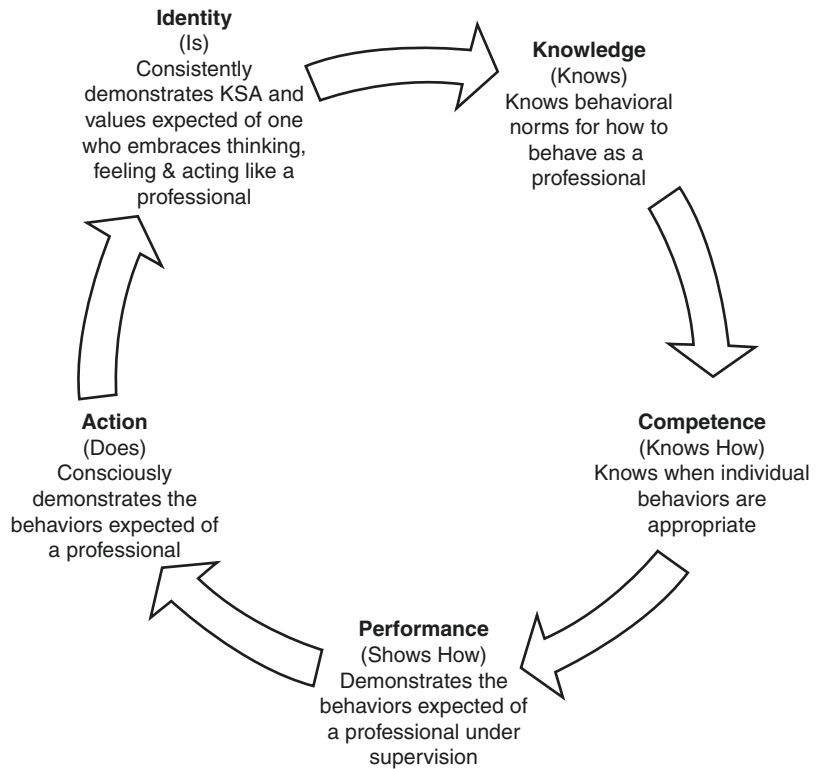 Identity
(Is)
Consistently
demonstrates KSA and
values expected of one
who embraces thinking,
feeling & acting like a
professional
Knowledge
(Knows)
Knows behavioral
norms for how to
behave as a
professional
Competence
(Knows How)
Knows when individual
behaviors are
appropriate
Performance
(Shows How)
Demonstrates the
behaviors expected of
a professional under
supervision
Action
(Does)
Consciously
demonstrates the
behaviors expected of
a professional